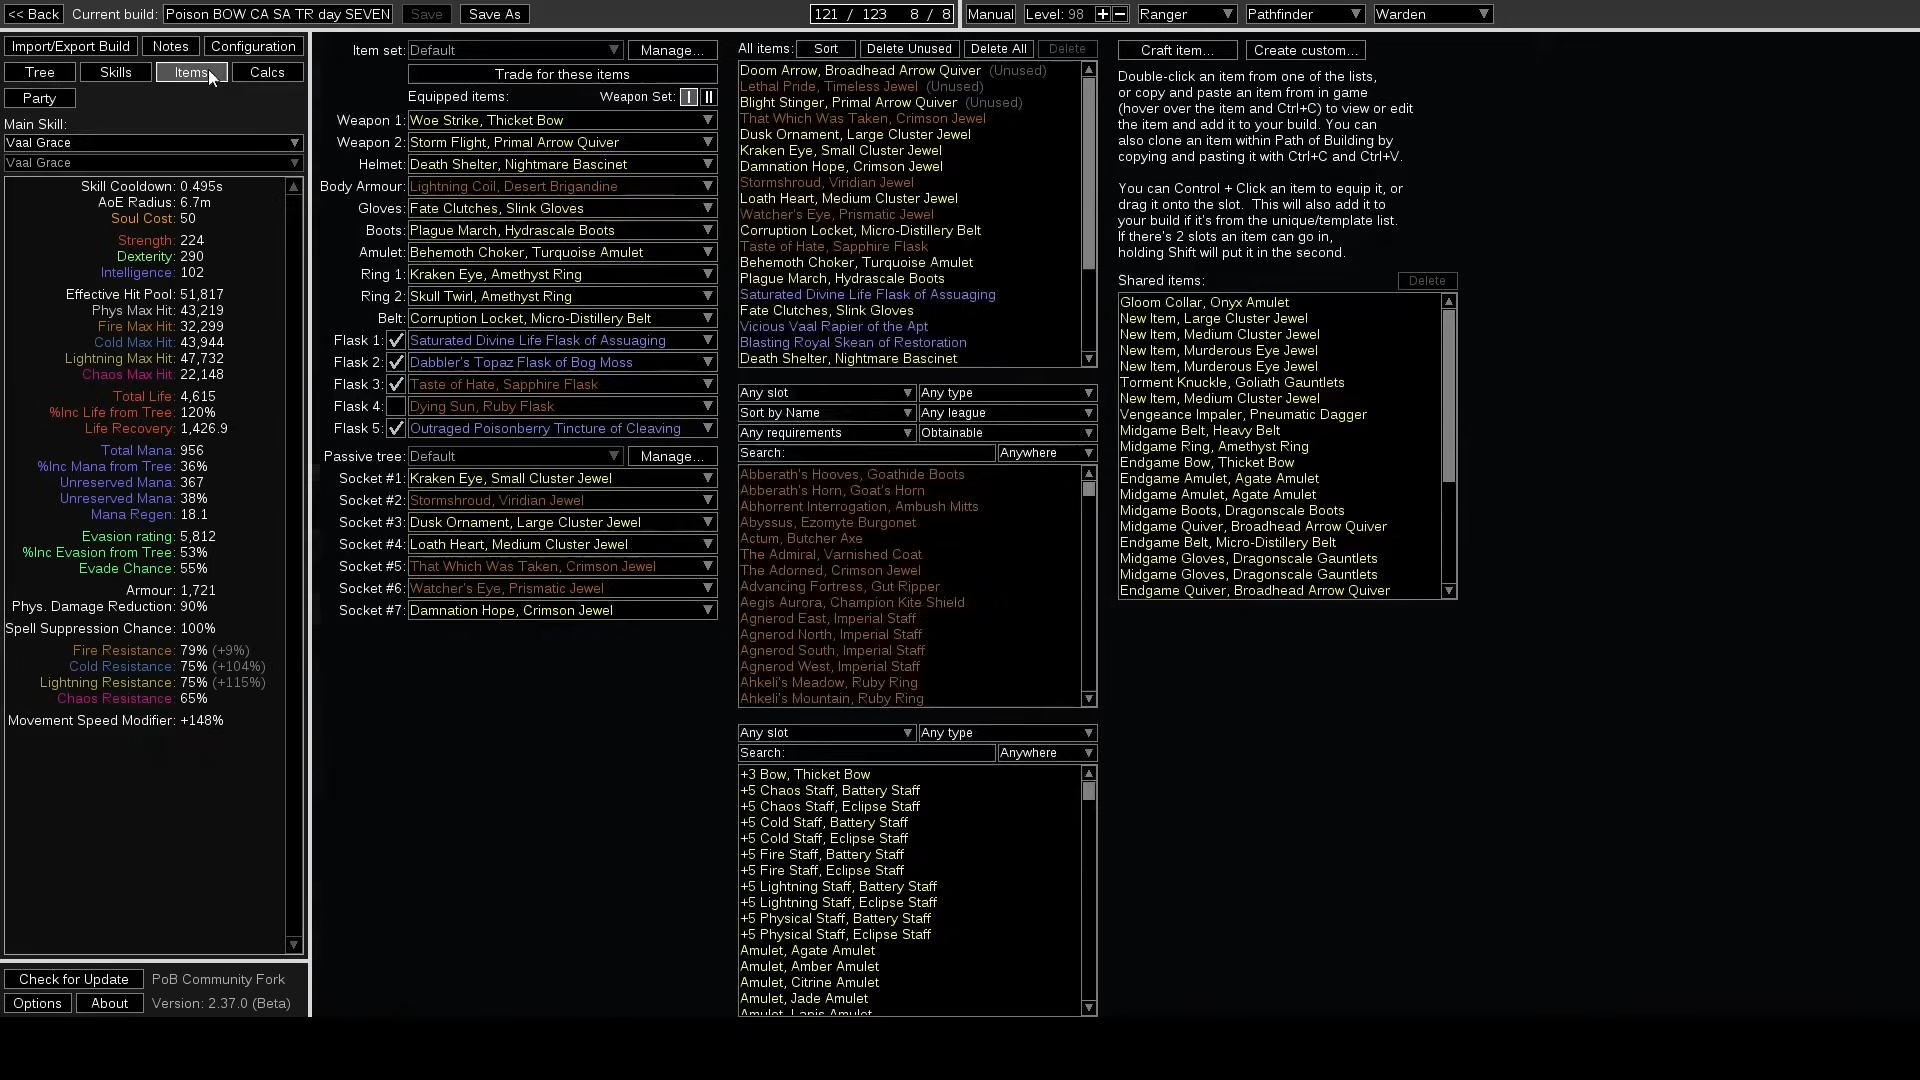 << Back Current build: Poison BOW CA SA TR day SEVEN Save Save As 121 / 123 8 / 8 Manual Level: 98 + − Ranger Pathfinder Warden
Import/Export Build Notes Configuration
Tree Skills Items Calcs
Party
Main Skill:
Vaal Grace
Vaal Grace
Skill Cooldown: 0.495s
AoE Radius: 6.7m
Soul Cost: 50
Strength: 224
Dexterity: 290
Intelligence: 102
Effective Hit Pool: 51,817
Phys Max Hit: 43,219
Fire Max Hit: 32,299
Cold Max Hit: 43,944
Lightning Max Hit: 47,732
Chaos Max Hit: 22,148
Total Life: 4,615
%Inc Life from Tree: 120%
Life Recovery: 1,426.9
Total Mana: 956
%Inc Mana from Tree: 36%
Unreserved Mana: 367
Unreserved Mana: 38%
Mana Regen: 18.1
Evasion rating: 5,812
%Inc Evasion from Tree: 53%
Evade Chance: 55%
Armour: 1,721
Phys. Damage Reduction: 90%
Spell Suppression Chance: 100%
Fire Resistance: 79% (+9%)
Cold Resistance: 75% (+104%)
Lightning Resistance: 75% (+115%)
Chaos Resistance: 65%
Movement Speed Modifier: +148%
Check for Update PoB Community Fork
Options About Version: 2.37.0 (Beta)
Item set: Default Manage...
Trade for these items
Equipped items: Weapon Set: I II
Weapon 1: Woe Strike, Thicket Bow
Weapon 2: Storm Flight, Primal Arrow Quiver
Helmet: Death Shelter, Nightmare Bascinet
Body Armour: Lightning Coil, Desert Brigandine
Gloves: Fate Clutches, Slink Gloves
Boots: Plague March, Hydrascale Boots
Amulet: Behemoth Choker, Turquoise Amulet
Ring 1: Kraken Eye, Amethyst Ring
Ring 2: Skull Twirl, Amethyst Ring
Belt: Corruption Locket, Micro-Distillery Belt
Flask 1: Saturated Divine Life Flask of Assuaging
Flask 2: Dabbler's Topaz Flask of Bog Moss
Flask 3: Taste of Hate, Sapphire Flask
Flask 4: Dying Sun, Ruby Flask
Flask 5: Outraged Poisonberry Tincture of Cleaving
Passive tree: Default Manage...
Socket #1: Kraken Eye, Small Cluster Jewel
Socket #2: Stormshroud, Viridian Jewel
Socket #3: Dusk Ornament, Large Cluster Jewel
Socket #4: Loath Heart, Medium Cluster Jewel
Socket #5: That Which Was Taken, Crimson Jewel
Socket #6: Watcher's Eye, Prismatic Jewel
Socket #7: Damnation Hope, Crimson Jewel
All items: Sort Delete Unused Delete All Delete
Doom Arrow, Broadhead Arrow Quiver (Unused)
Lethal Pride, Timeless Jewel (Unused)
Blight Stinger, Primal Arrow Quiver (Unused)
That Which Was Taken, Crimson Jewel
Dusk Ornament, Large Cluster Jewel
Kraken Eye, Small Cluster Jewel
Damnation Hope, Crimson Jewel
Stormshroud, Viridian Jewel
Loath Heart, Medium Cluster Jewel
Watcher's Eye, Prismatic Jewel
Corruption Locket, Micro-Distillery Belt
Taste of Hate, Sapphire Flask
Behemoth Choker, Turquoise Amulet
Plague March, Hydrascale Boots
Saturated Divine Life Flask of Assuaging
Fate Clutches, Slink Gloves
Vicious Vaal Rapier of the Apt
Blasting Royal Skean of Restoration
Death Shelter, Nightmare Bascinet
Any slot Any type
Sort by Name Any league
Any requirements Obtainable
Search: Anywhere
Abberath's Hooves, Goathide Boots
Abberath's Horn, Goat's Horn
Abhorrent Interrogation, Ambush Mitts
Abyssus, Ezomyte Burgonet
Actum, Butcher Axe
The Admiral, Varnished Coat
The Adorned, Crimson Jewel
Advancing Fortress, Gut Ripper
Aegis Aurora, Champion Kite Shield
Agnerod East, Imperial Staff
Agnerod North, Imperial Staff
Agnerod South, Imperial Staff
Agnerod West, Imperial Staff
Ahkeli's Meadow, Ruby Ring
Ahkeli's Mountain, Ruby Ring
Any slot Any type
Search: Anywhere
+3 Bow, Thicket Bow
+5 Chaos Staff, Battery Staff
+5 Chaos Staff, Eclipse Staff
+5 Cold Staff, Battery Staff
+5 Cold Staff, Eclipse Staff
+5 Fire Staff, Battery Staff
+5 Fire Staff, Eclipse Staff
+5 Lightning Staff, Battery Staff
+5 Lightning Staff, Eclipse Staff
+5 Physical Staff, Battery Staff
+5 Physical Staff, Eclipse Staff
Amulet, Agate Amulet
Amulet, Amber Amulet
Amulet, Citrine Amulet
Amulet, Jade Amulet
Amulet, Lapis Amulet
Craft item... Create custom...
Double-click an item from one of the lists,
or copy and paste an item from in game
(hover over the item and Ctrl+C) to view or edit
the item and add it to your build. You can
also clone an item within Path of Building by
copying and pasting it with Ctrl+C and Ctrl+V.
You can Control + Click an item to equip it, or
drag it onto the slot. This will also add it to
your build if it's from the unique/template list.
If there's 2 slots an item can go in,
holding Shift will put it in the second.
Shared items: Delete
Gloom Collar, Onyx Amulet
New Item, Large Cluster Jewel
New Item, Medium Cluster Jewel
New Item, Murderous Eye Jewel
New Item, Murderous Eye Jewel
Torment Knuckle, Goliath Gauntlets
New Item, Medium Cluster Jewel
Vengeance Impaler, Pneumatic Dagger
Midgame Belt, Heavy Belt
Midgame Ring, Amethyst Ring
Endgame Bow, Thicket Bow
Endgame Amulet, Agate Amulet
Midgame Amulet, Agate Amulet
Midgame Boots, Dragonscale Boots
Midgame Quiver, Broadhead Arrow Quiver
Endgame Belt, Micro-Distillery Belt
Midgame Gloves, Dragonscale Gauntlets
Midgame Gloves, Dragonscale Gauntlets
Endgame Quiver, Broadhead Arrow Quiver